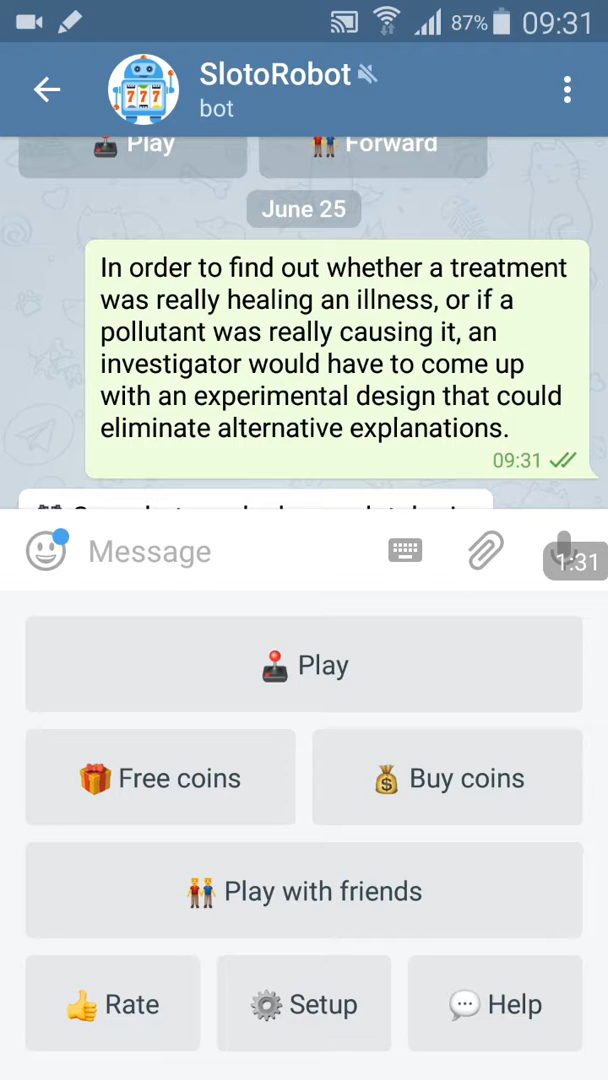 87% 09:31
SlotoRobot
bot
777
Play Forward
June 25
In order to find out whether a treatment
was really healing an illness, or if a
pollutant was really causing it, an
investigator would have to come up
with an experimental design that could
eliminate alternative explanations.
09:31
Message
1:31
Play
Free coins Buy coins
Play with friends
Rate Setup Help